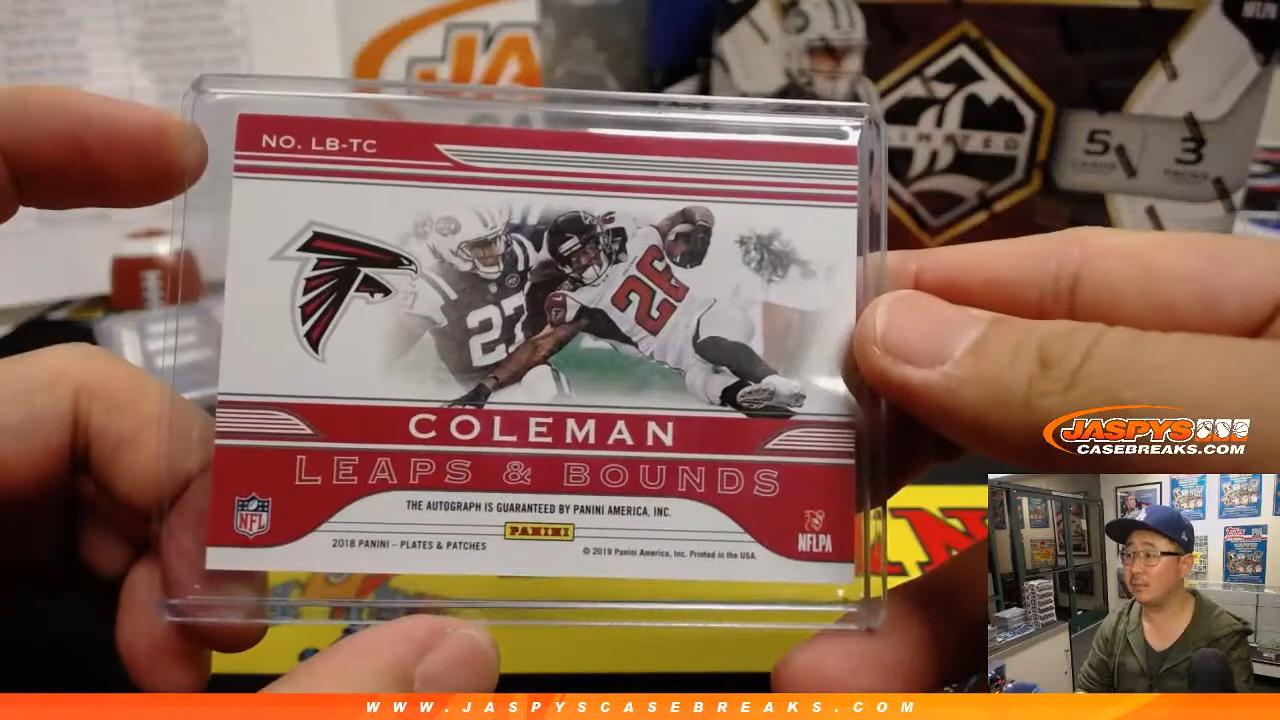 JA
NO. LB-TC
LIMITED
5 3
NFLPA
27
26
COLEMAN
LEAPS & BOUNDS
THE AUTOGRAPH IS GUARANTEED BY PANINI AMERICA, INC.
PANINI
NFL
NFLPA
2018 PANINI – PLATES & PATCHES
© 2019 Panini America, Inc. Printed in the USA.
JASPYS
CASEBREAKS.COM
WWW.JASPYSCASEBREAKS.COM